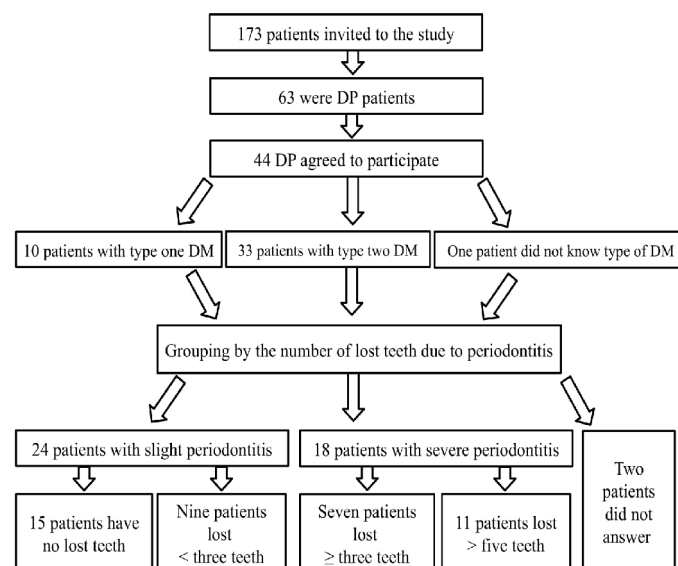 173 patients invited to the study
63 were DP patients
44 DP agreed to participate
10 patients with type one DM
33 patients with type two DM
One patient did not know type of DM
Grouping by the number of lost teeth due to periodontitis
24 patients with slight periodontitis
18 patients with severe periodontitis
Two
patients
did not
answer
15 patients have
no lost teeth
Nine patients
lost
< three teeth
Seven patients
lost
≥ three teeth
11 patients lost
> five teeth